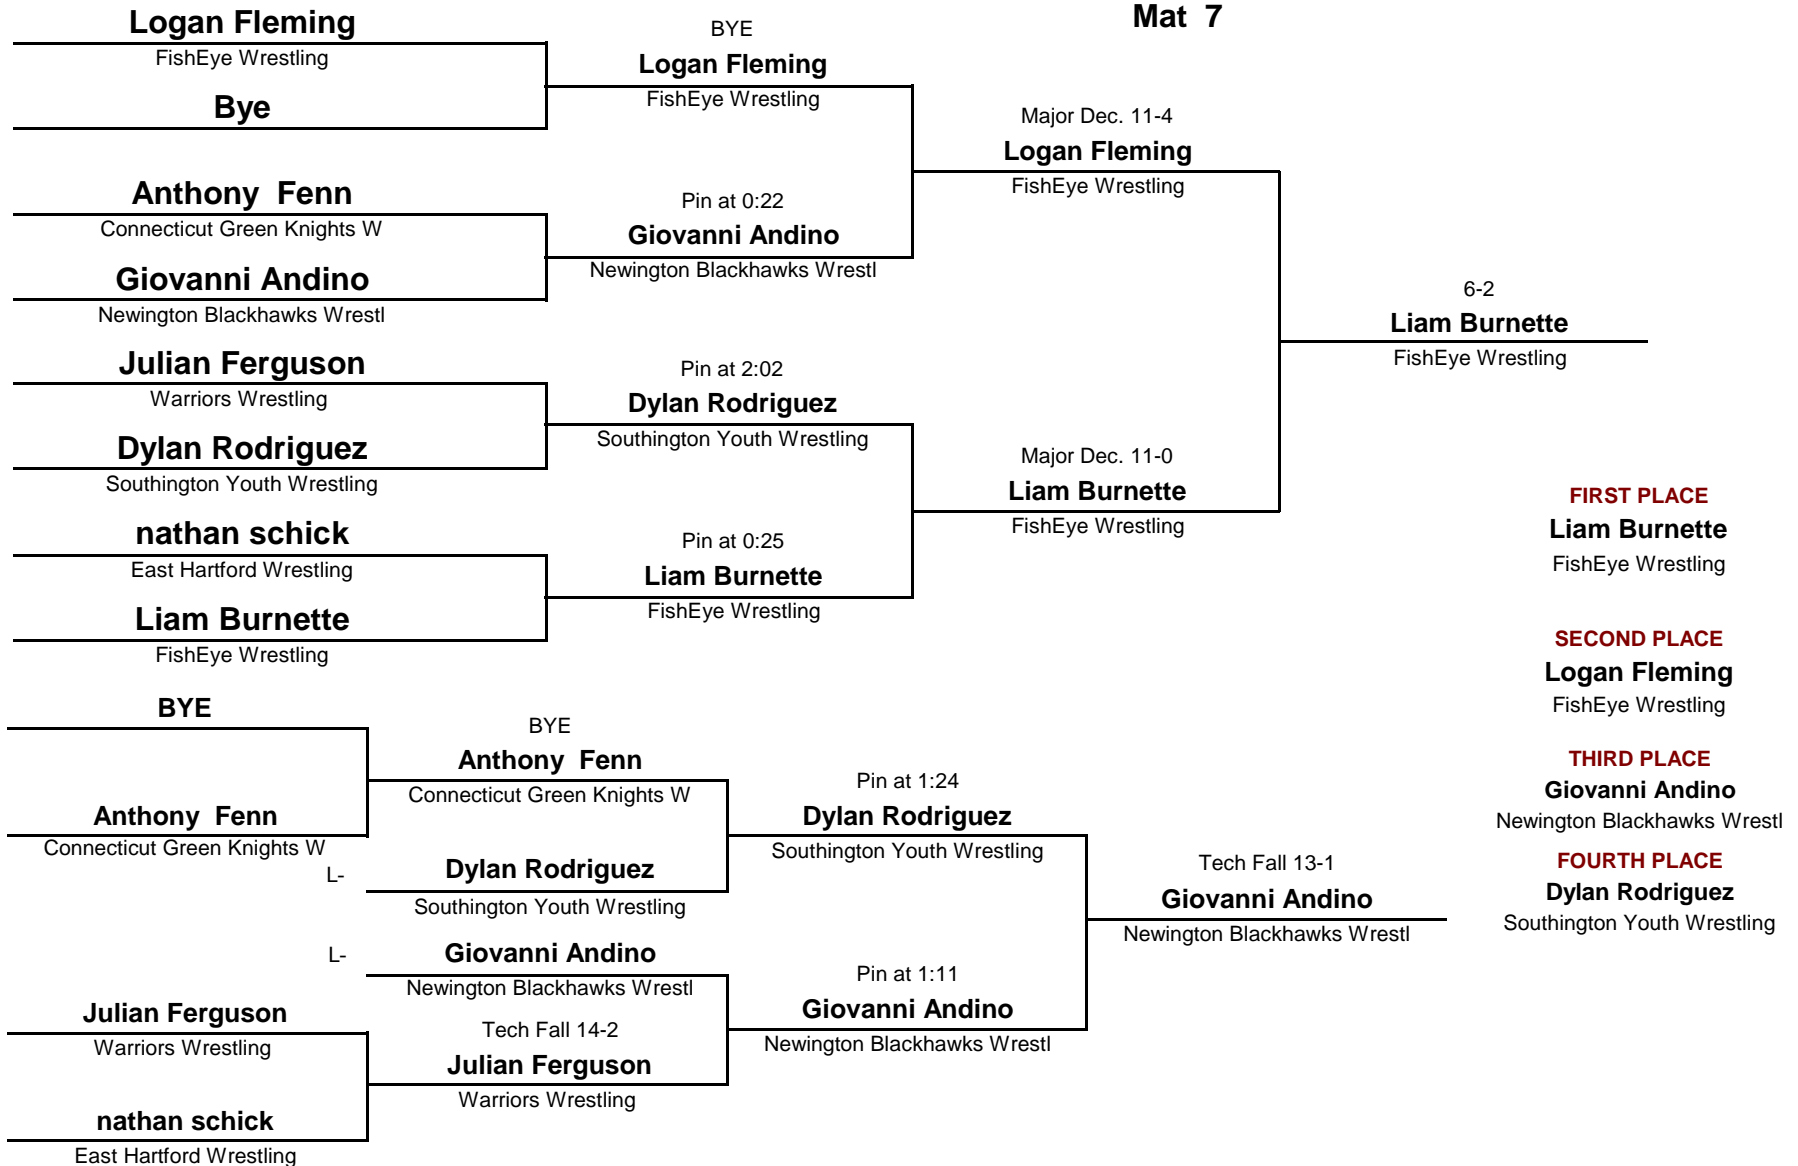 Mat  7
Logan Fleming
FishEye Wrestling
Bye
Anthony  Fenn
Connecticut Green Knights W
Giovanni Andino
Newington Blackhawks Wrestl
Julian Ferguson
Warriors Wrestling
Dylan Rodriguez
Southington Youth Wrestling
nathan schick
East Hartford Wrestling
Liam Burnette
FishEye Wrestling
BYE
Logan Fleming
FishEye Wrestling
Pin at 0:22
Giovanni Andino
Newington Blackhawks Wrestl
Pin at 2:02
Dylan Rodriguez
Southington Youth Wrestling
Pin at 0:25
Liam Burnette
FishEye Wrestling
Major Dec. 11-4
Logan Fleming
FishEye Wrestling
Major Dec. 11-0
Liam Burnette
FishEye Wrestling
6-2
Liam Burnette
FishEye Wrestling
BYE
Anthony  Fenn
Connecticut Green Knights W
Julian Ferguson
Warriors Wrestling
nathan schick
East Hartford Wrestling
BYE
Anthony  Fenn
Connecticut Green Knights W
L-
Dylan Rodriguez
Southington Youth Wrestling
L-
Giovanni Andino
Newington Blackhawks Wrestl
Tech Fall 14-2
Julian Ferguson
Warriors Wrestling
Pin at 1:24
Dylan Rodriguez
Southington Youth Wrestling
Pin at 1:11
Giovanni Andino
Newington Blackhawks Wrestl
Tech Fall 13-1
Giovanni Andino
Newington Blackhawks Wrestl
FIRST PLACE
Liam Burnette
FishEye Wrestling
SECOND PLACE
Logan Fleming
FishEye Wrestling
THIRD PLACE
Giovanni Andino
Newington Blackhawks Wrestl
FOURTH PLACE
Dylan Rodriguez
Southington Youth Wrestling